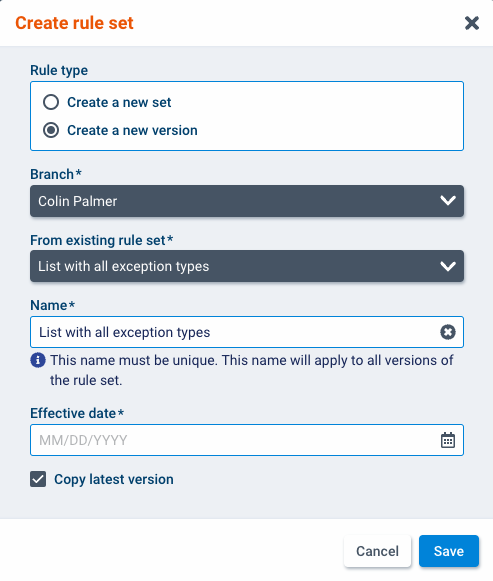 Create rule set
Rule type
Create a new set
Create a new version
Branch*
Colin Palmer
From existing rule set*
List with all exception types
Name*
List with all exception types
This name must be unique. This name will apply to all versions of
the rule set.
Effective date*
MM/DD/YYYY
Copy latest version
Cancel Save